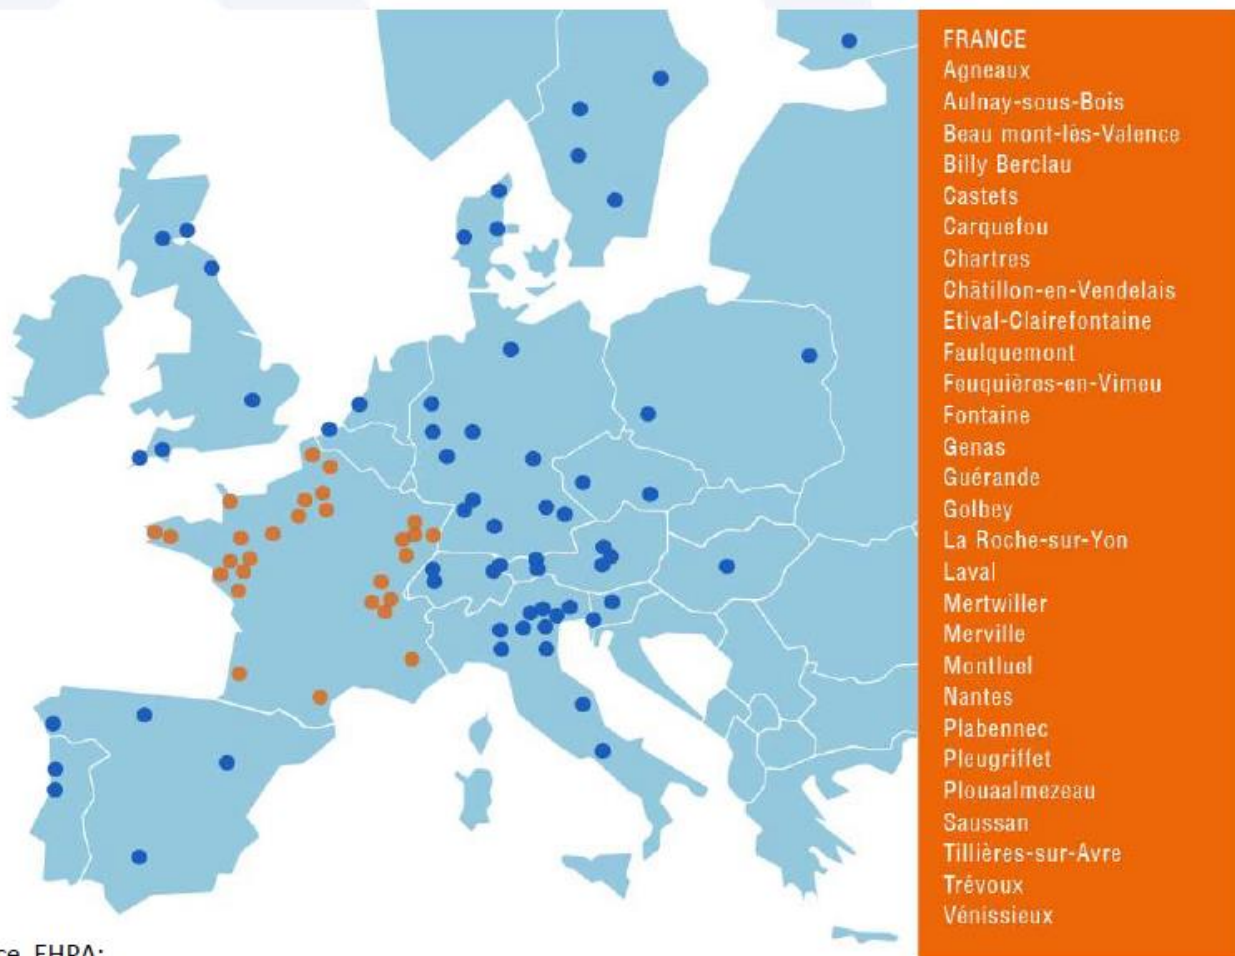 FRANCE
Agneaux
Aulnay-sous-Bois
Beau mont-lès-Valence
Billy Berclau
Castets
Carquefou
Chartres
Châtillon-en-Vendelais
Etival-Clairefontaine
Faulquemont
Feuquières-en-Vimeu
Fontaine
Genas
Guérande
Golbey
La Roche-sur-Yon
Laval
Mertwiller
Merville
Montluel
Nantes
Plabennec
Pleugriffet
Plouaalmezeau
Saussan
Tillières-sur-Avre
Trévoux
Vénissieux
EHPA: